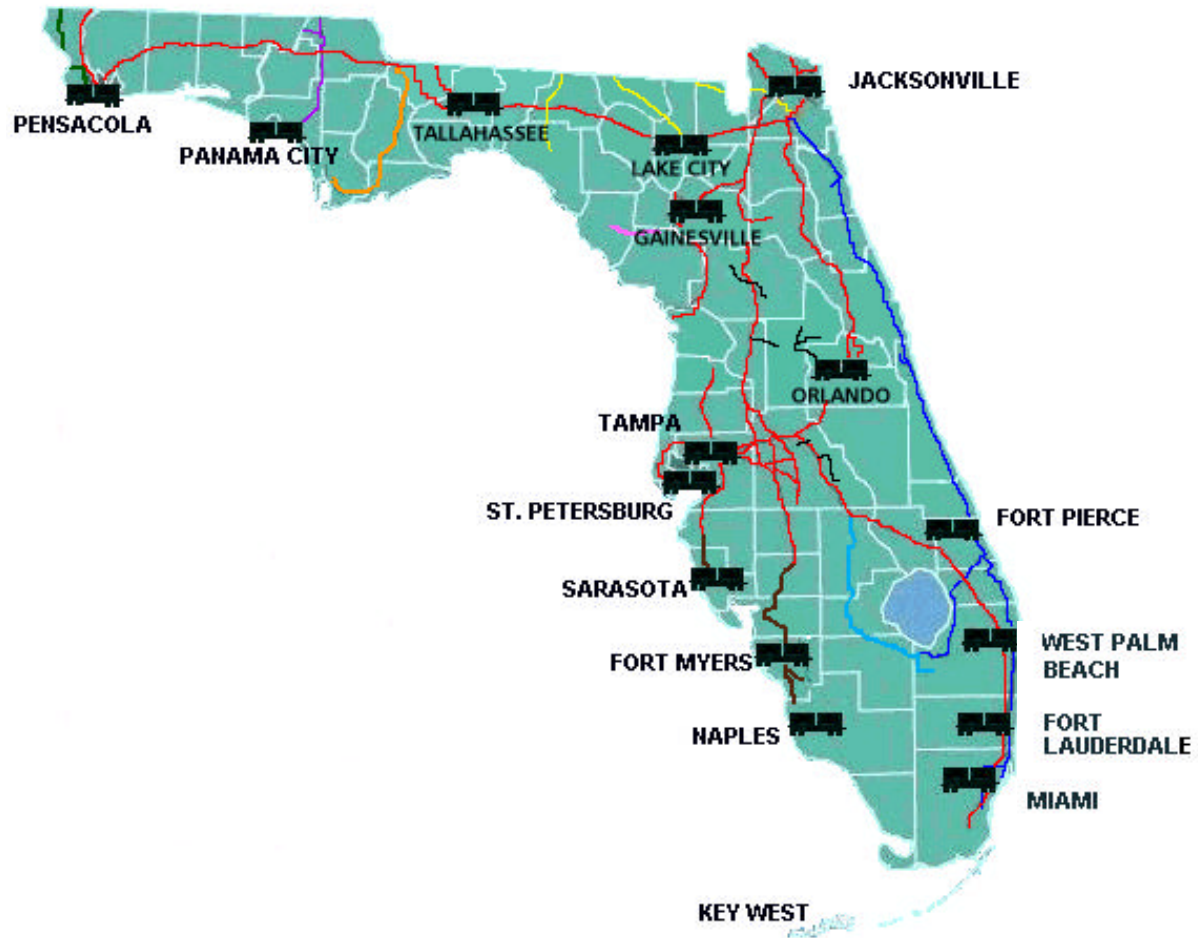 JACKSONVILLE
PENSACOLA
TALLAHASSEE
PANAMA CITY
LAKE CITY
GAINESVILLE
ORLANDO
TAMPA
ST. PETERSBURG
FORT PIERCE
SARASOTA
WEST PALM
BEACH
FORT MYERS
NAPLES
FORT
LAUDERDALE
MIAMI
KEY WEST